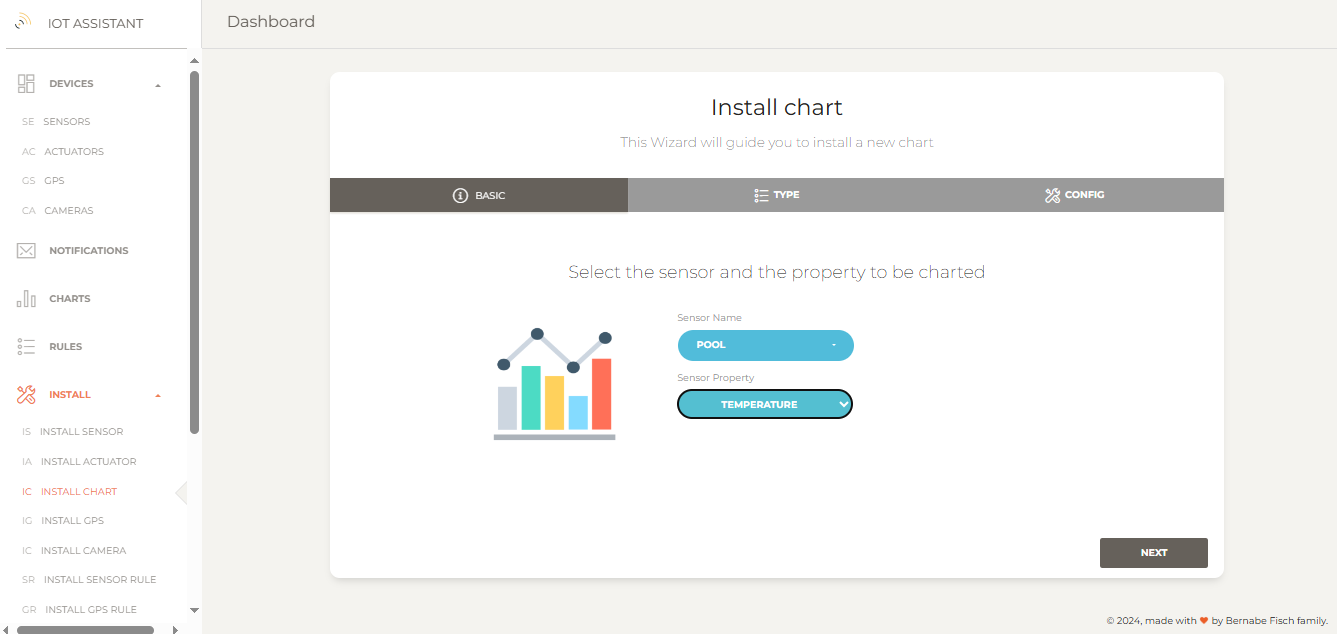 IOT ASSISTANT
Dashboard
DEVICES
SE SENSORS
AC ACTUATORS
GS GPS
CA CAMERAS
NOTIFICATIONS
CHARTS
RULES
INSTALL
IS INSTALL SENSOR
IA INSTALL ACTUATOR
IC INSTALL CHART
IG INSTALL GPS
IC INSTALL CAMERA
SR INSTALL SENSOR RULE
GR INSTALL GPS RULE
Install chart
This Wizard will guide you to install a new chart
BASIC
TYPE
CONFIG
Select the sensor and the property to be charted
Sensor Name
POOL
Sensor Property
TEMPERATURE
NEXT
© 2024, made with ❤ by Bernabe Fisch family.